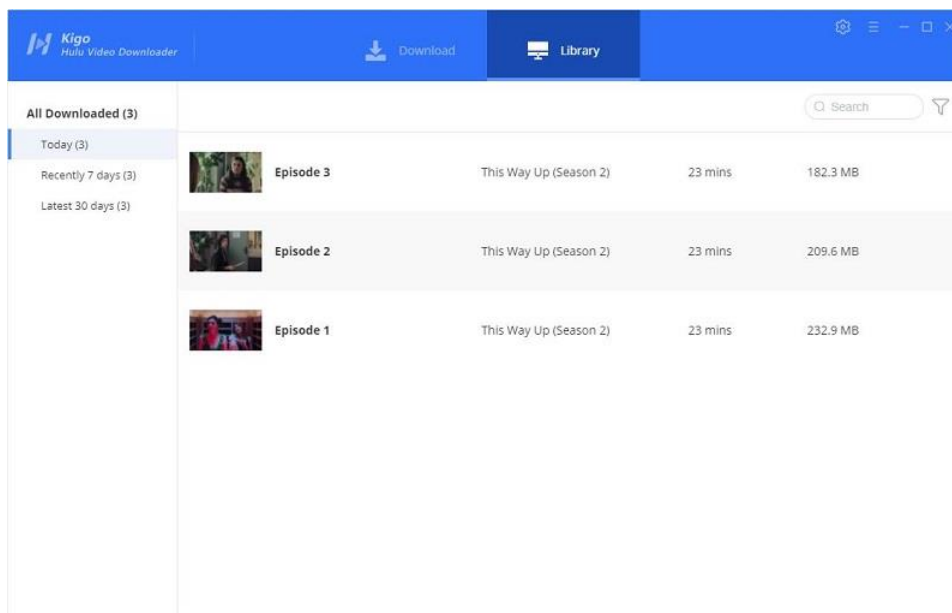 Kigo
Hulu Video Downloader
Download
Library
All Downloaded (3)
Search
Today (3)
Recently 7 days (3)
Latest 30 days (3)
Episode 3 This Way Up (Season 2) 23 mins 182.3 MB
Episode 2 This Way Up (Season 2) 23 mins 209.6 MB
Episode 1 This Way Up (Season 2) 23 mins 232.9 MB